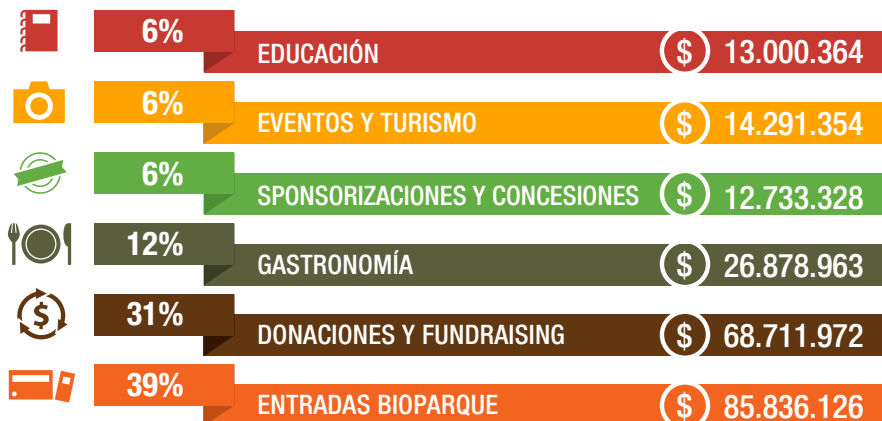 6%
EDUCACIÓN $ 13.000.364
6%
EVENTOS Y TURISMO $ 14.291.354
6%
SPONSORIZACIONES Y CONCESIONES $ 12.733.328
12%
GASTRONOMÍA $ 26.878.963
31%
DONACIONES Y FUNDRAISING $ 68.711.972
39%
ENTRADAS BIOPARQUE $ 85.836.126